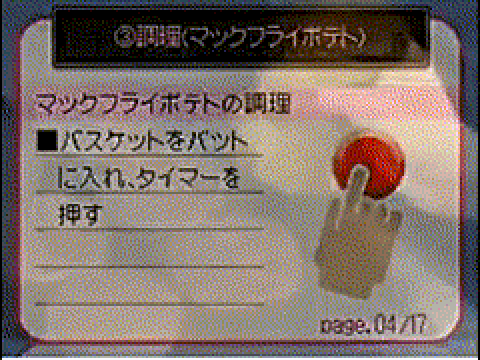 ③調理(マックフライポテト)
マックフライポテトの調理
■バスケットをバット
に入れ、タイマーを
押す
page.04/17